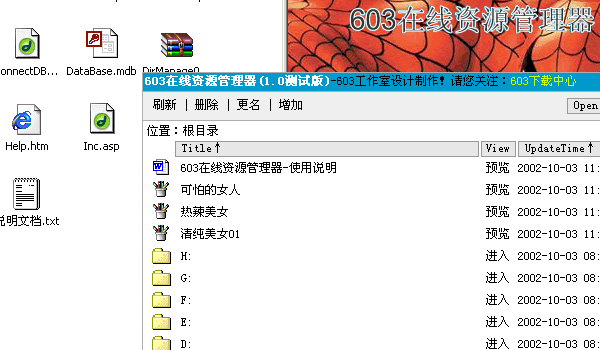 603在线资源管理器
onnectDB...
DataBase.mdb
DirManage0
603在线资源管理器(1.0测试版)-603工作室设计制作! 请您关注：603下载中心
刷新 | 删除 | 更名 | 增加
Open
位置：根目录
Title↑ View UpdateTime↑
603在线资源管理器-使用说明 预览 2002-10-03 11:
可怕的女人 预览 2002-10-03 11:
热辣美女 预览 2002-10-03 11:
清纯美女01 预览 2002-10-03 11:
H: 进入 2002-10-03 08:
G: 进入 2002-10-03 08:
F: 进入 2002-10-03 08:
E: 进入 2002-10-03 08:
D: 进入 2002-10-03 08:
Help.htm
Inc.asp
说明文档.txt